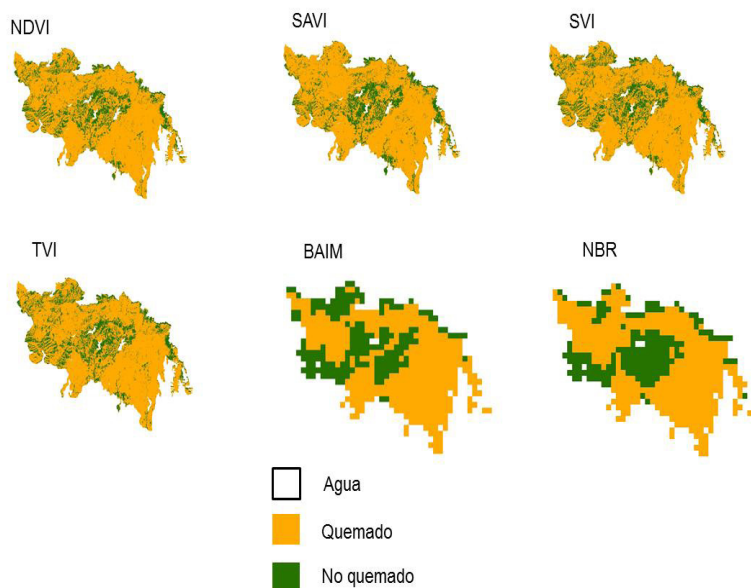 NDVI
SAVI
SVI
TVI
BAIM
NBR
Agua
Quemado
No quemado